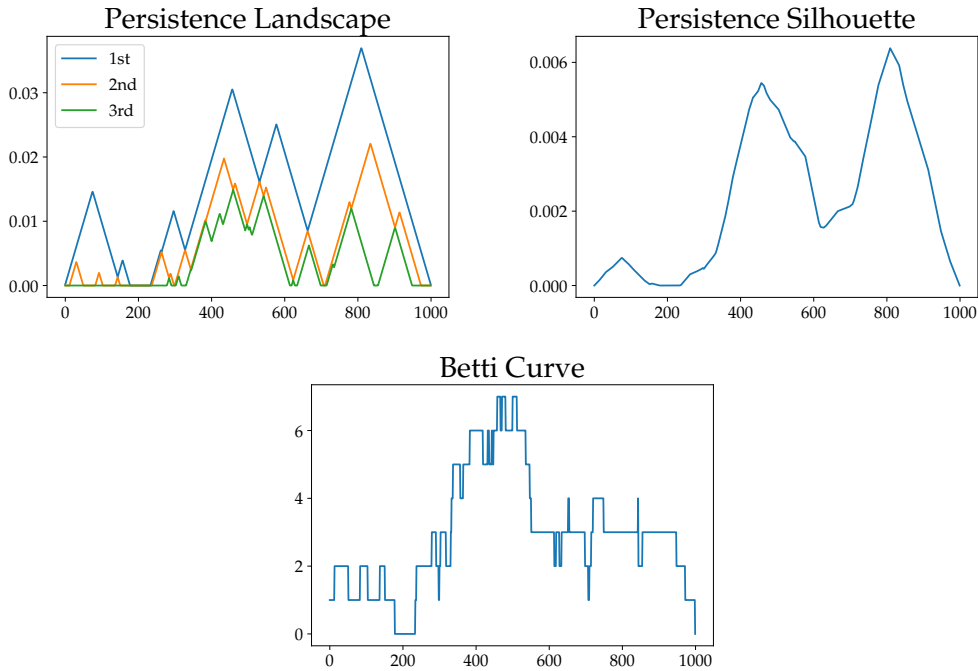 Persistence Landscape
1st
2nd
3rd
0.03
0.02
0.01
0.00
0 200 400 600 800 1000
Persistence Silhouette
0.006
0.004
0.002
0.000
0 200 400 600 800 1000
Betti Curve
6
4
2
0
0 200 400 600 800 1000